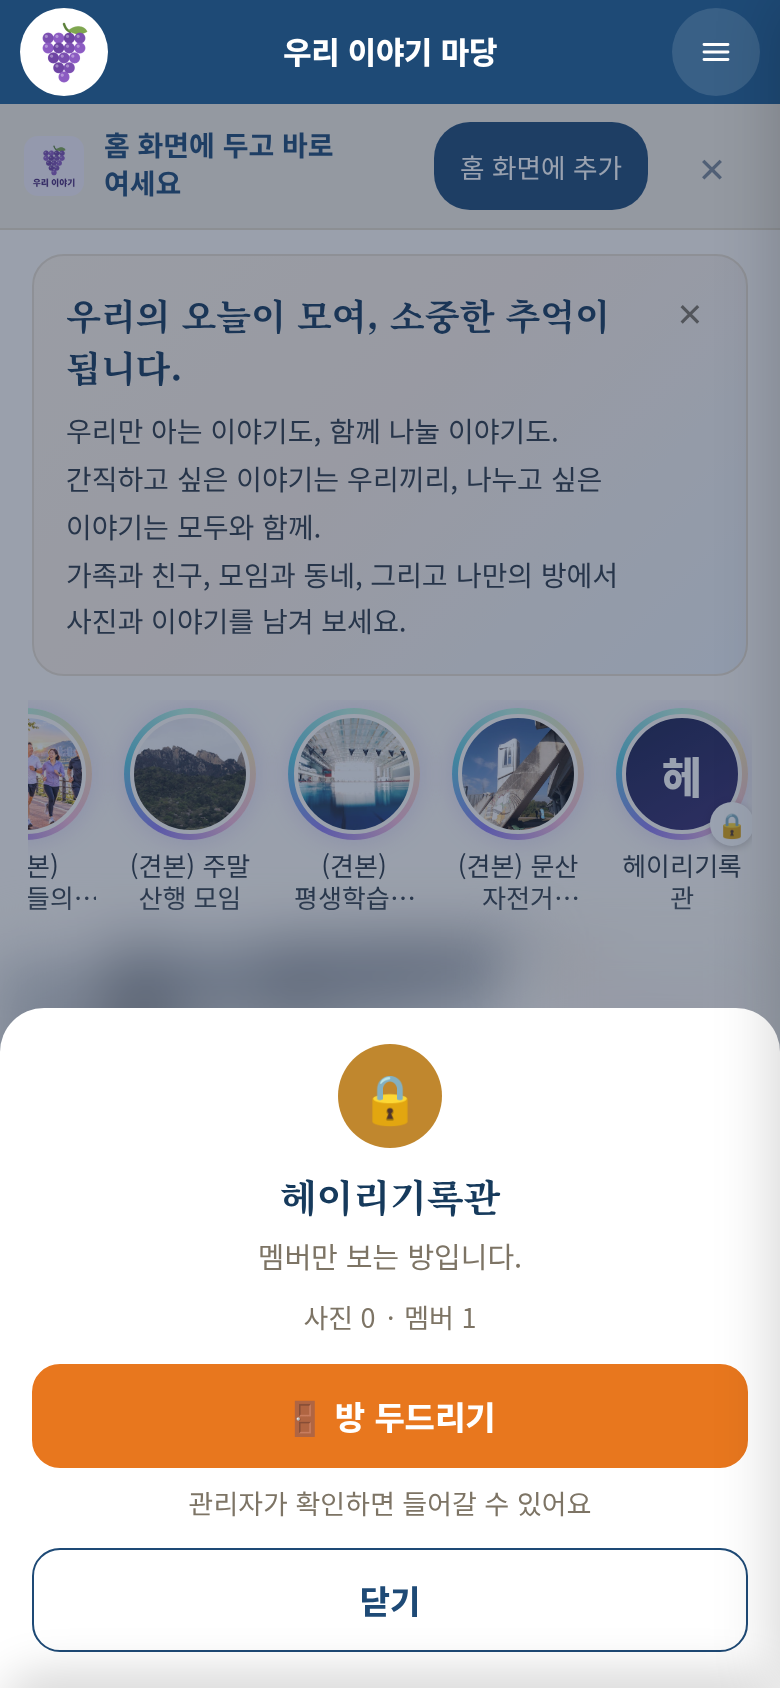 우리 이야기 마당
우리 이야기
홈 화면에 두고 바로
여세요
홈 화면에 추가
우리의 오늘이 모여, 소중한 추억이
됩니다.
우리만 아는 이야기도, 함께 나눌 이야기도.
간직하고 싶은 이야기는 우리끼리, 나누고 싶은
이야기는 모두와 함께.
가족과 친구, 모임과 동네, 그리고 나만의 방에서
사진과 이야기를 남겨 보세요.
헤
본)
들의…
(견본) 주말
산행 모임
(견본)
평생학습…
(견본) 문산
자전거…
헤이리기록
관
헤이리기록관
멤버만 보는 방입니다.
사진 0 · 멤버 1
방 두드리기
관리자가 확인하면 들어갈 수 있어요
닫기